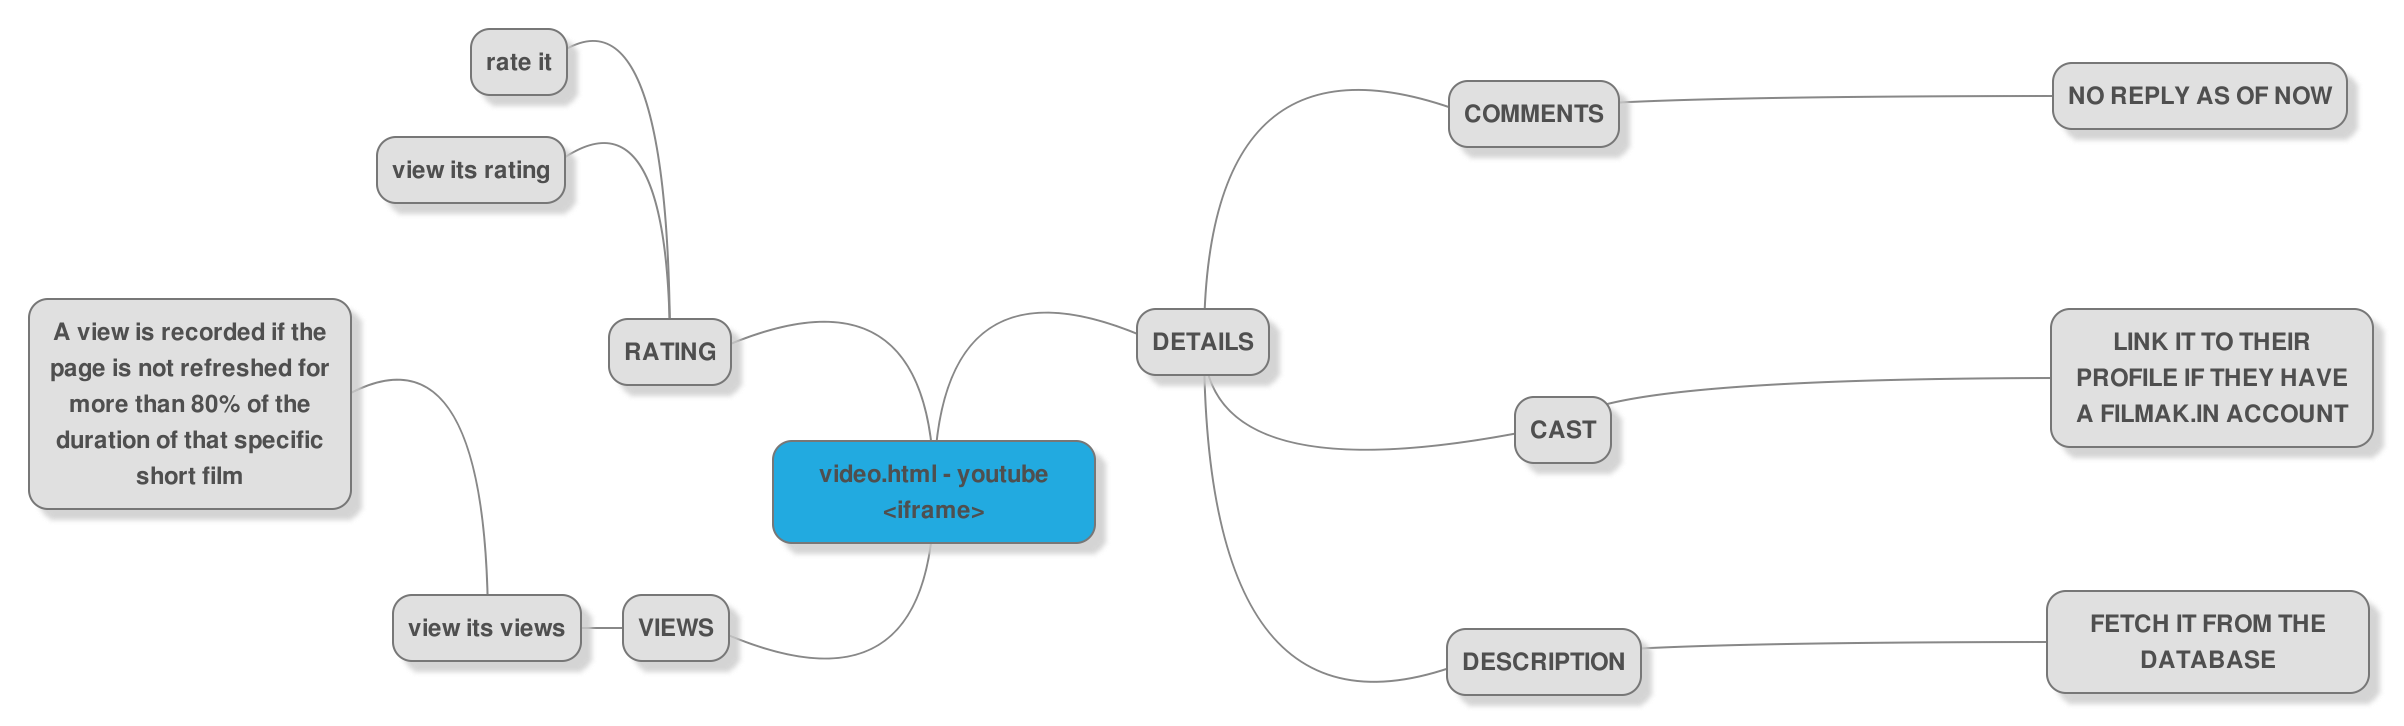 rate it
view its rating
RATING
A view is recorded if the
page is not refreshed for
more than 80% of the
duration of that specific
short film
view its views
VIEWS
video.html - youtube
<iframe>
DETAILS
COMMENTS
NO REPLY AS OF NOW
CAST
LINK IT TO THEIR
PROFILE IF THEY HAVE
A FILMAK.IN ACCOUNT
DESCRIPTION
FETCH IT FROM THE
DATABASE